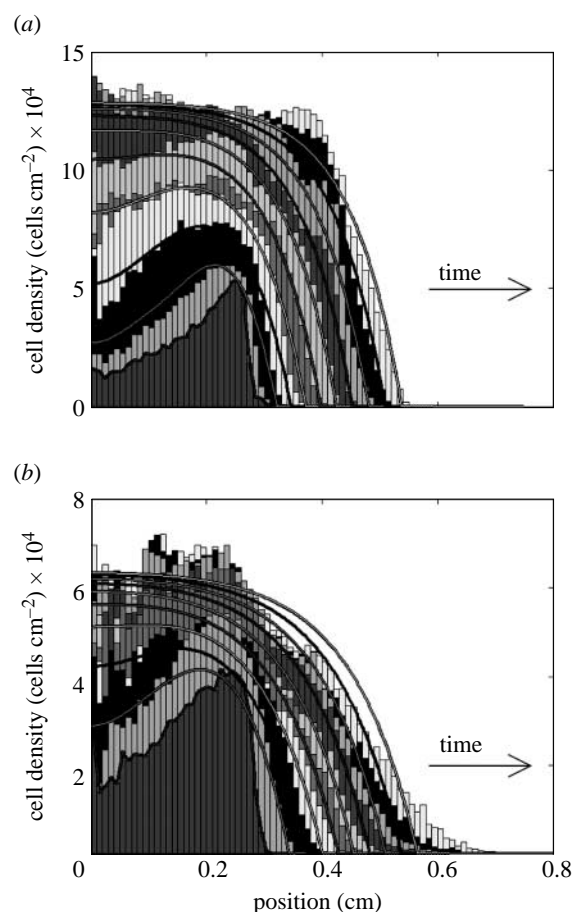 (a)
15
10
5
0
cell density (cells cm⁻²) × 10⁴
time
(b)
8
6
4
2
cell density (cells cm⁻²) × 10⁴
time
0
0.2
0.4
0.6
0.8
position (cm)